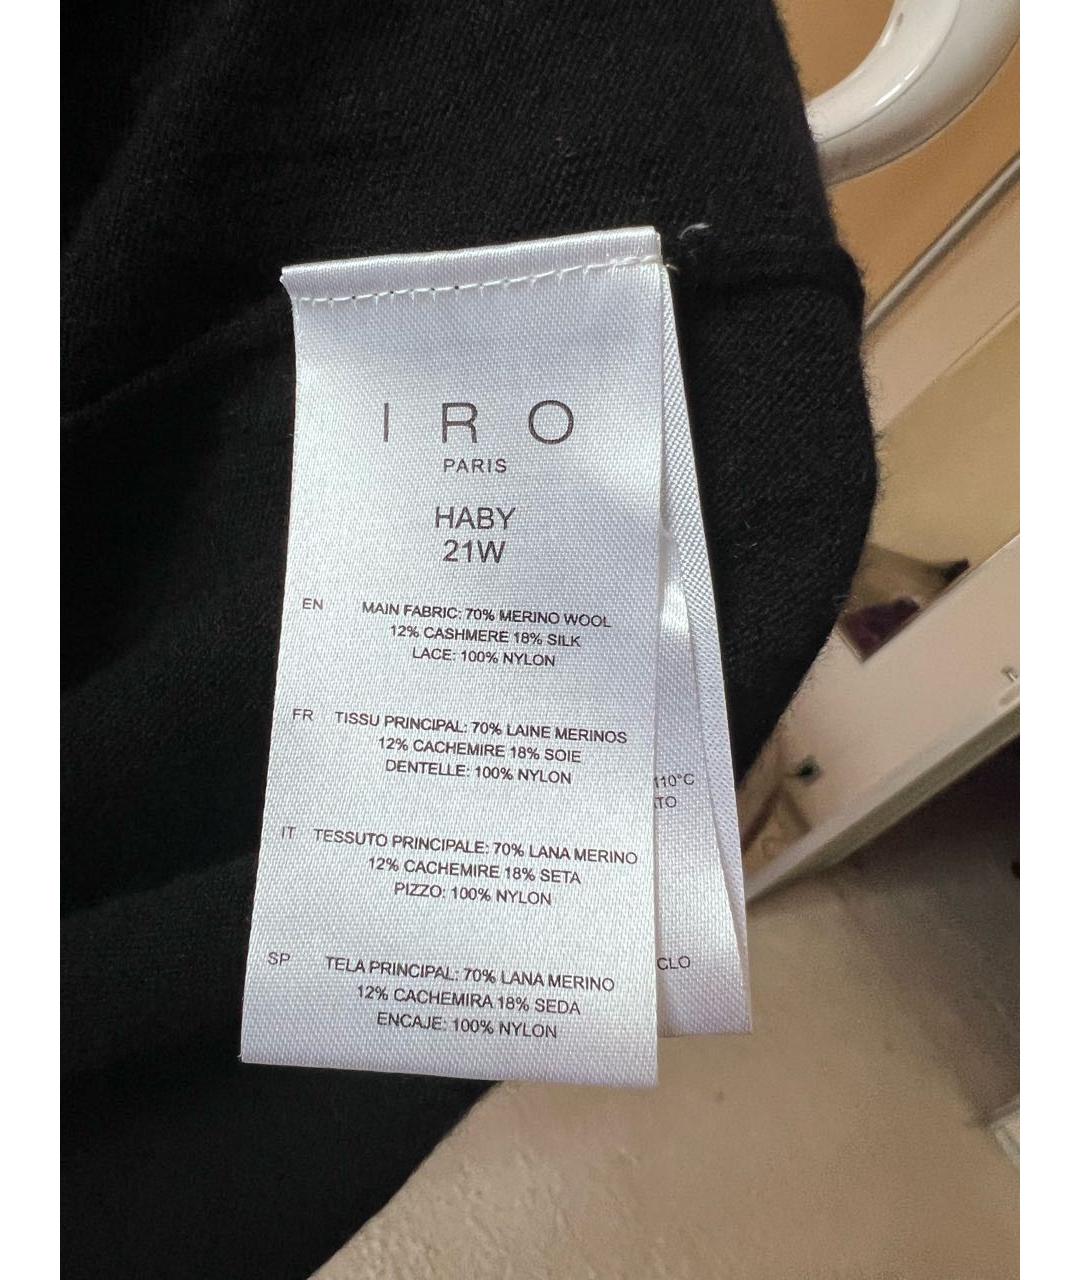 I R O
PARIS
HABY
21W
EN MAIN FABRIC: 70% MERINO WOOL
12% CASHMERE 18% SILK
LACE: 100% NYLON
FR TISSU PRINCIPAL: 70% LAINE MERINOS
12% CACHEMIRE 18% SOIE
DENTELLE: 100% NYLON
IT TESSUTO PRINCIPALE: 70% LANA MERINO
12% CACHEMIRE 18% SETA
PIZZO: 100% NYLON
SP TELA PRINCIPAL: 70% LANA MERINO
12% CACHEMIRA 18% SEDA
ENCAJE: 100% NYLON
110°C